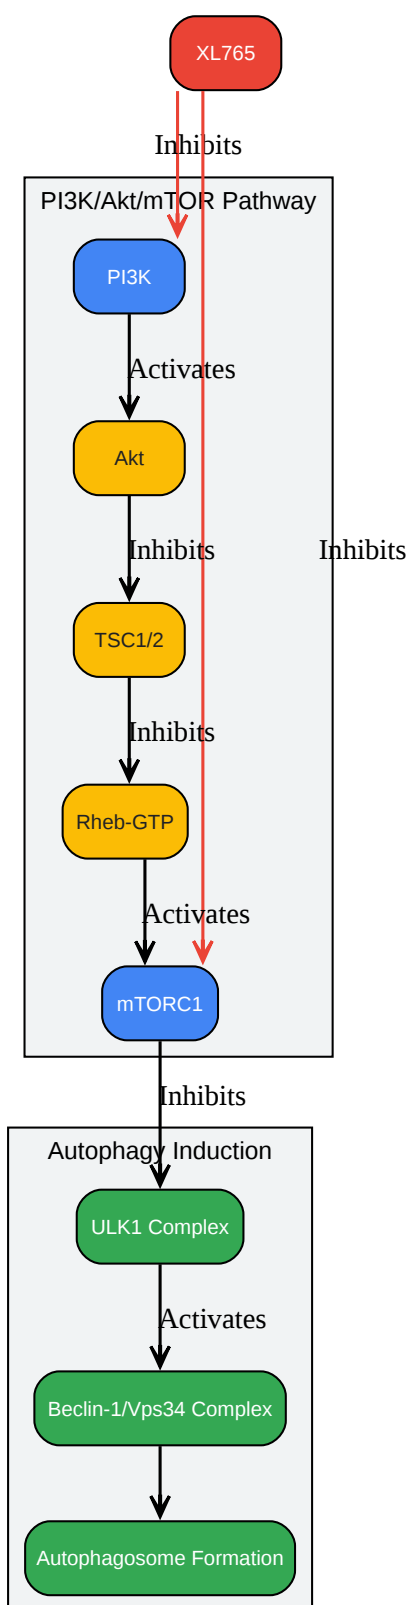 XL765
Inhibits
PI3K/Akt/mTOR Pathway
PI3K
Activates
Akt
Inhibits
Inhibits
TSC1/2
Inhibits
Rheb-GTP
Activates
mTORC1
Inhibits
Autophagy Induction
ULK1 Complex
Activates
Beclin-1/Vps34 Complex
Autophagosome Formation